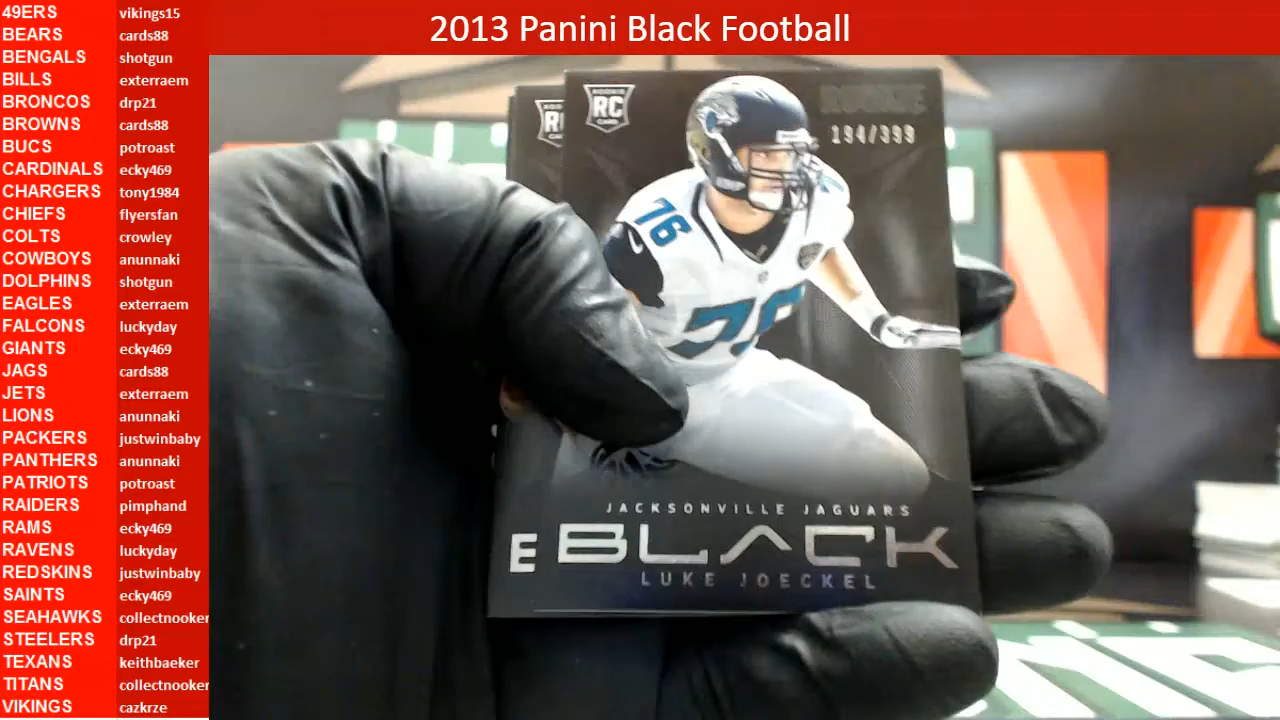 2013 Panini Black Football
49ERS vikings15
BEARS cards88
BENGALS shotgun
BILLS exterraem
BRONCOS drp21
BROWNS cards88
BUCS potroast
CARDINALS ecky469
CHARGERS tony1984
CHIEFS flyersfan
COLTS crowley
COWBOYS anunnaki
DOLPHINS shotgun
EAGLES exterraem
FALCONS luckyday
GIANTS ecky469
JAGS cards88
JETS exterraem
LIONS anunnaki
PACKERS justwinbaby
PANTHERS anunnaki
PATRIOTS potroast
RAIDERS pimphand
RAMS ecky469
RAVENS luckyday
REDSKINS justwinbaby
SAINTS ecky469
SEAHAWKS collectnooker
STEELERS drp21
TEXANS keithbaeker
TITANS collectnooker
VIKINGS cazkrze
ROOKIE
RC
CARD
ROOKIE
194/399
76
76
JACKSONVILLE JAGUARS
E BLACK
LUKE JOECKEL